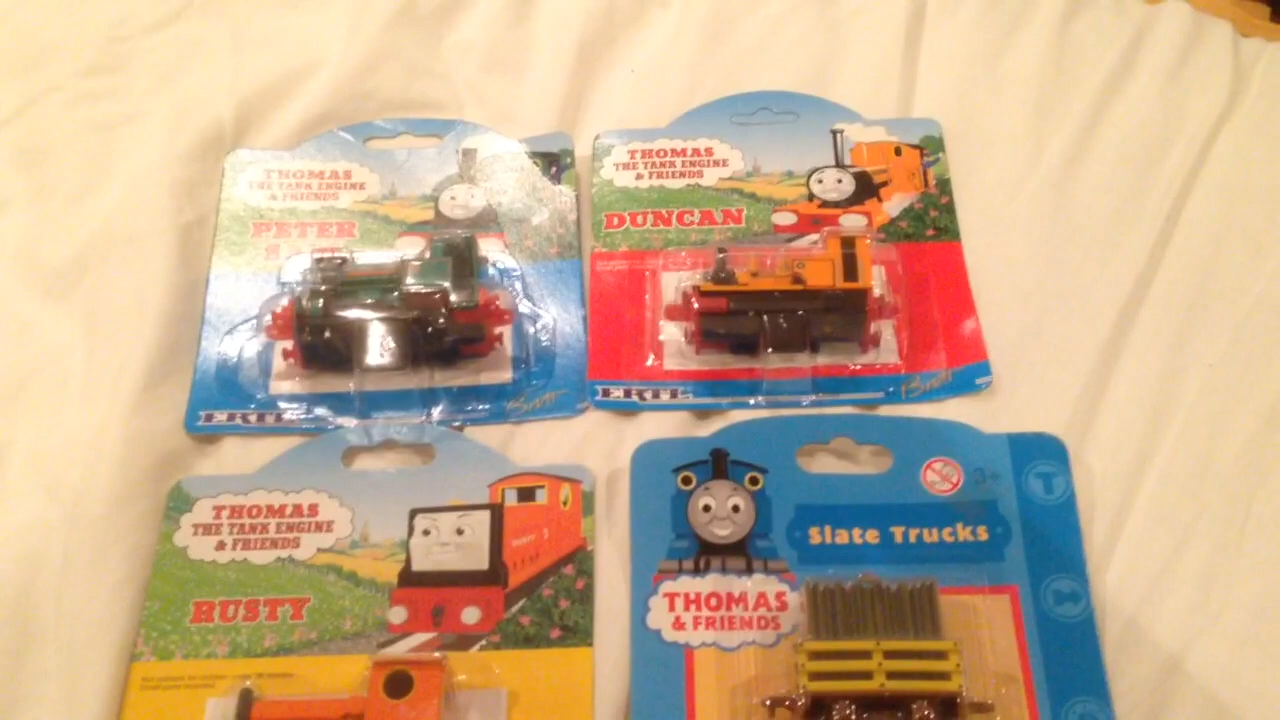 THOMAS
THE TANK ENGINE
& FRIENDS
PETER
ERTL
THOMAS
THE TANK ENGINE
& FRIENDS
DUNCAN
ERTL
THOMAS
THE TANK ENGINE
& FRIENDS
RUSTY
3+
Slate Trucks
THOMAS
& FRIENDS